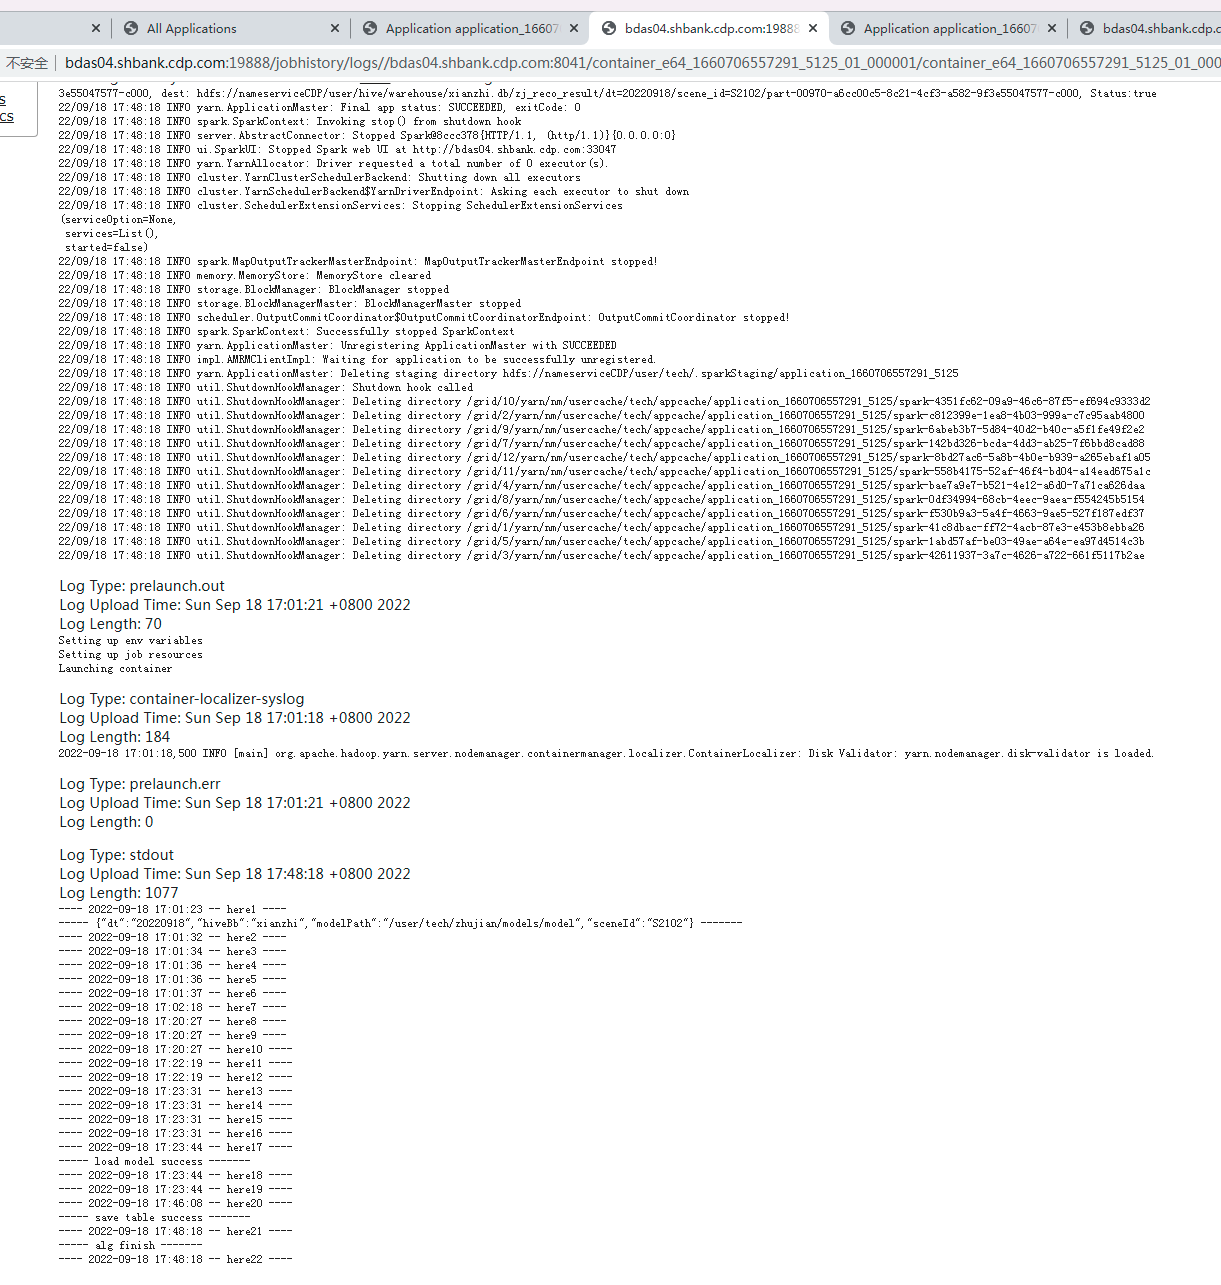 All Applications
Application application_16607
bdas04.shbank.cdp.com:1988
Application application_16607
bdas04.shbank.cdp.c
不安全 bdas04.shbank.cdp.com:19888/jobhistory/logs//bdas04.shbank.cdp.com:8041/container_e64_1660706557291_5125_01_000001/container_e64_1660706557291_5125_01_000
s
cs
3e55047577-c000, dest: hdfs://nameserviceCDP/user/hive/warehouse/xianzhi.db/zj_reco_result/dt=20220918/scene_id=S2102/part-00970-a6cc00c5-8c21-4cf3-a582-9f3e55047577-c000, Status:true
22/09/18 17:48:18 INFO yarn.ApplicationMaster: Final app status: SUCCEEDED, exitCode: 0
22/09/18 17:48:18 INFO spark.SparkContext: Invoking stop() from shutdown hook
22/09/18 17:48:18 INFO server.AbstractConnector: Stopped Spark@8ccc378{HTTP/1.1, (http/1.1)}{0.0.0.0:0}
22/09/18 17:48:18 INFO ui.SparkUI: Stopped Spark web UI at http://bdas04.shbank.cdp.com:33047
22/09/18 17:48:18 INFO yarn.YarnAllocator: Driver requested a total number of 0 executor(s).
22/09/18 17:48:18 INFO cluster.YarnClusterSchedulerBackend: Shutting down all executors
22/09/18 17:48:18 INFO cluster.YarnSchedulerBackend$YarnDriverEndpoint: Asking each executor to shut down
22/09/18 17:48:18 INFO cluster.SchedulerExtensionServices: Stopping SchedulerExtensionServices
(serviceOption=None,
services=List(),
started=false)
22/09/18 17:48:18 INFO spark.MapOutputTrackerMasterEndpoint: MapOutputTrackerMasterEndpoint stopped!
22/09/18 17:48:18 INFO memory.MemoryStore: MemoryStore cleared
22/09/18 17:48:18 INFO storage.BlockManager: BlockManager stopped
22/09/18 17:48:18 INFO storage.BlockManagerMaster: BlockManagerMaster stopped
22/09/18 17:48:18 INFO scheduler.OutputCommitCoordinator$OutputCommitCoordinatorEndpoint: OutputCommitCoordinator stopped!
22/09/18 17:48:18 INFO spark.SparkContext: Successfully stopped SparkContext
22/09/18 17:48:18 INFO yarn.ApplicationMaster: Unregistering ApplicationMaster with SUCCEEDED
22/09/18 17:48:18 INFO impl.AMRMClientImpl: Waiting for application to be successfully unregistered.
22/09/18 17:48:18 INFO yarn.ApplicationMaster: Deleting staging directory hdfs://nameserviceCDP/user/tech/.sparkStaging/application_1660706557291_5125
22/09/18 17:48:18 INFO util.ShutdownHookManager: Shutdown hook called
22/09/18 17:48:18 INFO util.ShutdownHookManager: Deleting directory /grid/10/yarn/nm/usercache/tech/appcache/application_1660706557291_5125/spark-4351fc62-09a9-46c6-87f5-ef694c9333d2
22/09/18 17:48:18 INFO util.ShutdownHookManager: Deleting directory /grid/2/yarn/nm/usercache/tech/appcache/application_1660706557291_5125/spark-c812399e-1ea8-4b03-999a-c7c95aab4800
22/09/18 17:48:18 INFO util.ShutdownHookManager: Deleting directory /grid/9/yarn/nm/usercache/tech/appcache/application_1660706557291_5125/spark-6abeb3b7-5d84-40d2-b40c-a5f1fe49f2e2
22/09/18 17:48:18 INFO util.ShutdownHookManager: Deleting directory /grid/7/yarn/nm/usercache/tech/appcache/application_1660706557291_5125/spark-142bd326-bcda-4dd3-ab25-7f6bbd8cad88
22/09/18 17:48:18 INFO util.ShutdownHookManager: Deleting directory /grid/12/yarn/nm/usercache/tech/appcache/application_1660706557291_5125/spark-8bd27ac6-5a8b-4b0e-b939-a265ebaf1a05
22/09/18 17:48:18 INFO util.ShutdownHookManager: Deleting directory /grid/11/yarn/nm/usercache/tech/appcache/application_1660706557291_5125/spark-558b4175-52af-46f4-bd04-a14ead675a1c
22/09/18 17:48:18 INFO util.ShutdownHookManager: Deleting directory /grid/4/yarn/nm/usercache/tech/appcache/application_1660706557291_5125/spark-bae7a9e7-b521-4e12-a6d0-7a71ca626daa
22/09/18 17:48:18 INFO util.ShutdownHookManager: Deleting directory /grid/8/yarn/nm/usercache/tech/appcache/application_1660706557291_5125/spark-0df34994-68cb-4eec-9aea-f554245b5154
22/09/18 17:48:18 INFO util.ShutdownHookManager: Deleting directory /grid/6/yarn/nm/usercache/tech/appcache/application_1660706557291_5125/spark-f530b9a3-5a4f-4663-9ae5-527f187edf37
22/09/18 17:48:18 INFO util.ShutdownHookManager: Deleting directory /grid/1/yarn/nm/usercache/tech/appcache/application_1660706557291_5125/spark-41c8dbac-ff72-4acb-87e3-e453b8ebba26
22/09/18 17:48:18 INFO util.ShutdownHookManager: Deleting directory /grid/5/yarn/nm/usercache/tech/appcache/application_1660706557291_5125/spark-1abd57af-be03-49ae-a64e-ea97d4514c3b
22/09/18 17:48:18 INFO util.ShutdownHookManager: Deleting directory /grid/3/yarn/nm/usercache/tech/appcache/application_1660706557291_5125/spark-42611937-3a7c-4626-a722-661f5117b2ae
Log Type: prelaunch.out
Log Upload Time: Sun Sep 18 17:01:21 +0800 2022
Log Length: 70
Setting up env variables
Setting up job resources
Launching container
Log Type: container-localizer-syslog
Log Upload Time: Sun Sep 18 17:01:18 +0800 2022
Log Length: 184
2022-09-18 17:01:18,500 INFO [main] org.apache.hadoop.yarn.server.nodemanager.containermanager.localizer.ContainerLocalizer: Disk Validator: yarn.nodemanager.disk-validator is loaded.
Log Type: prelaunch.err
Log Upload Time: Sun Sep 18 17:01:21 +0800 2022
Log Length: 0
Log Type: stdout
Log Upload Time: Sun Sep 18 17:48:18 +0800 2022
Log Length: 1077
---- 2022-09-18 17:01:23 -- here1 ----
----- {"dt":"20220918","hiveBb":"xianzhi","modelPath":"/user/tech/zhujian/models/model","sceneId":"S2102"} -------
---- 2022-09-18 17:01:32 -- here2 ----
---- 2022-09-18 17:01:34 -- here3 ----
---- 2022-09-18 17:01:36 -- here4 ----
---- 2022-09-18 17:01:36 -- here5 ----
---- 2022-09-18 17:01:37 -- here6 ----
---- 2022-09-18 17:02:18 -- here7 ----
---- 2022-09-18 17:20:27 -- here8 ----
---- 2022-09-18 17:20:27 -- here9 ----
---- 2022-09-18 17:20:27 -- here10 ----
---- 2022-09-18 17:22:19 -- here11 ----
---- 2022-09-18 17:22:19 -- here12 ----
---- 2022-09-18 17:23:31 -- here13 ----
---- 2022-09-18 17:23:31 -- here14 ----
---- 2022-09-18 17:23:31 -- here15 ----
---- 2022-09-18 17:23:31 -- here16 ----
---- 2022-09-18 17:23:44 -- here17 ----
----- load model success -------
---- 2022-09-18 17:23:44 -- here18 ----
---- 2022-09-18 17:23:44 -- here19 ----
---- 2022-09-18 17:46:08 -- here20 ----
----- save table success -------
---- 2022-09-18 17:48:18 -- here21 ----
----- alg finish -------
---- 2022-09-18 17:48:18 -- here22 ----